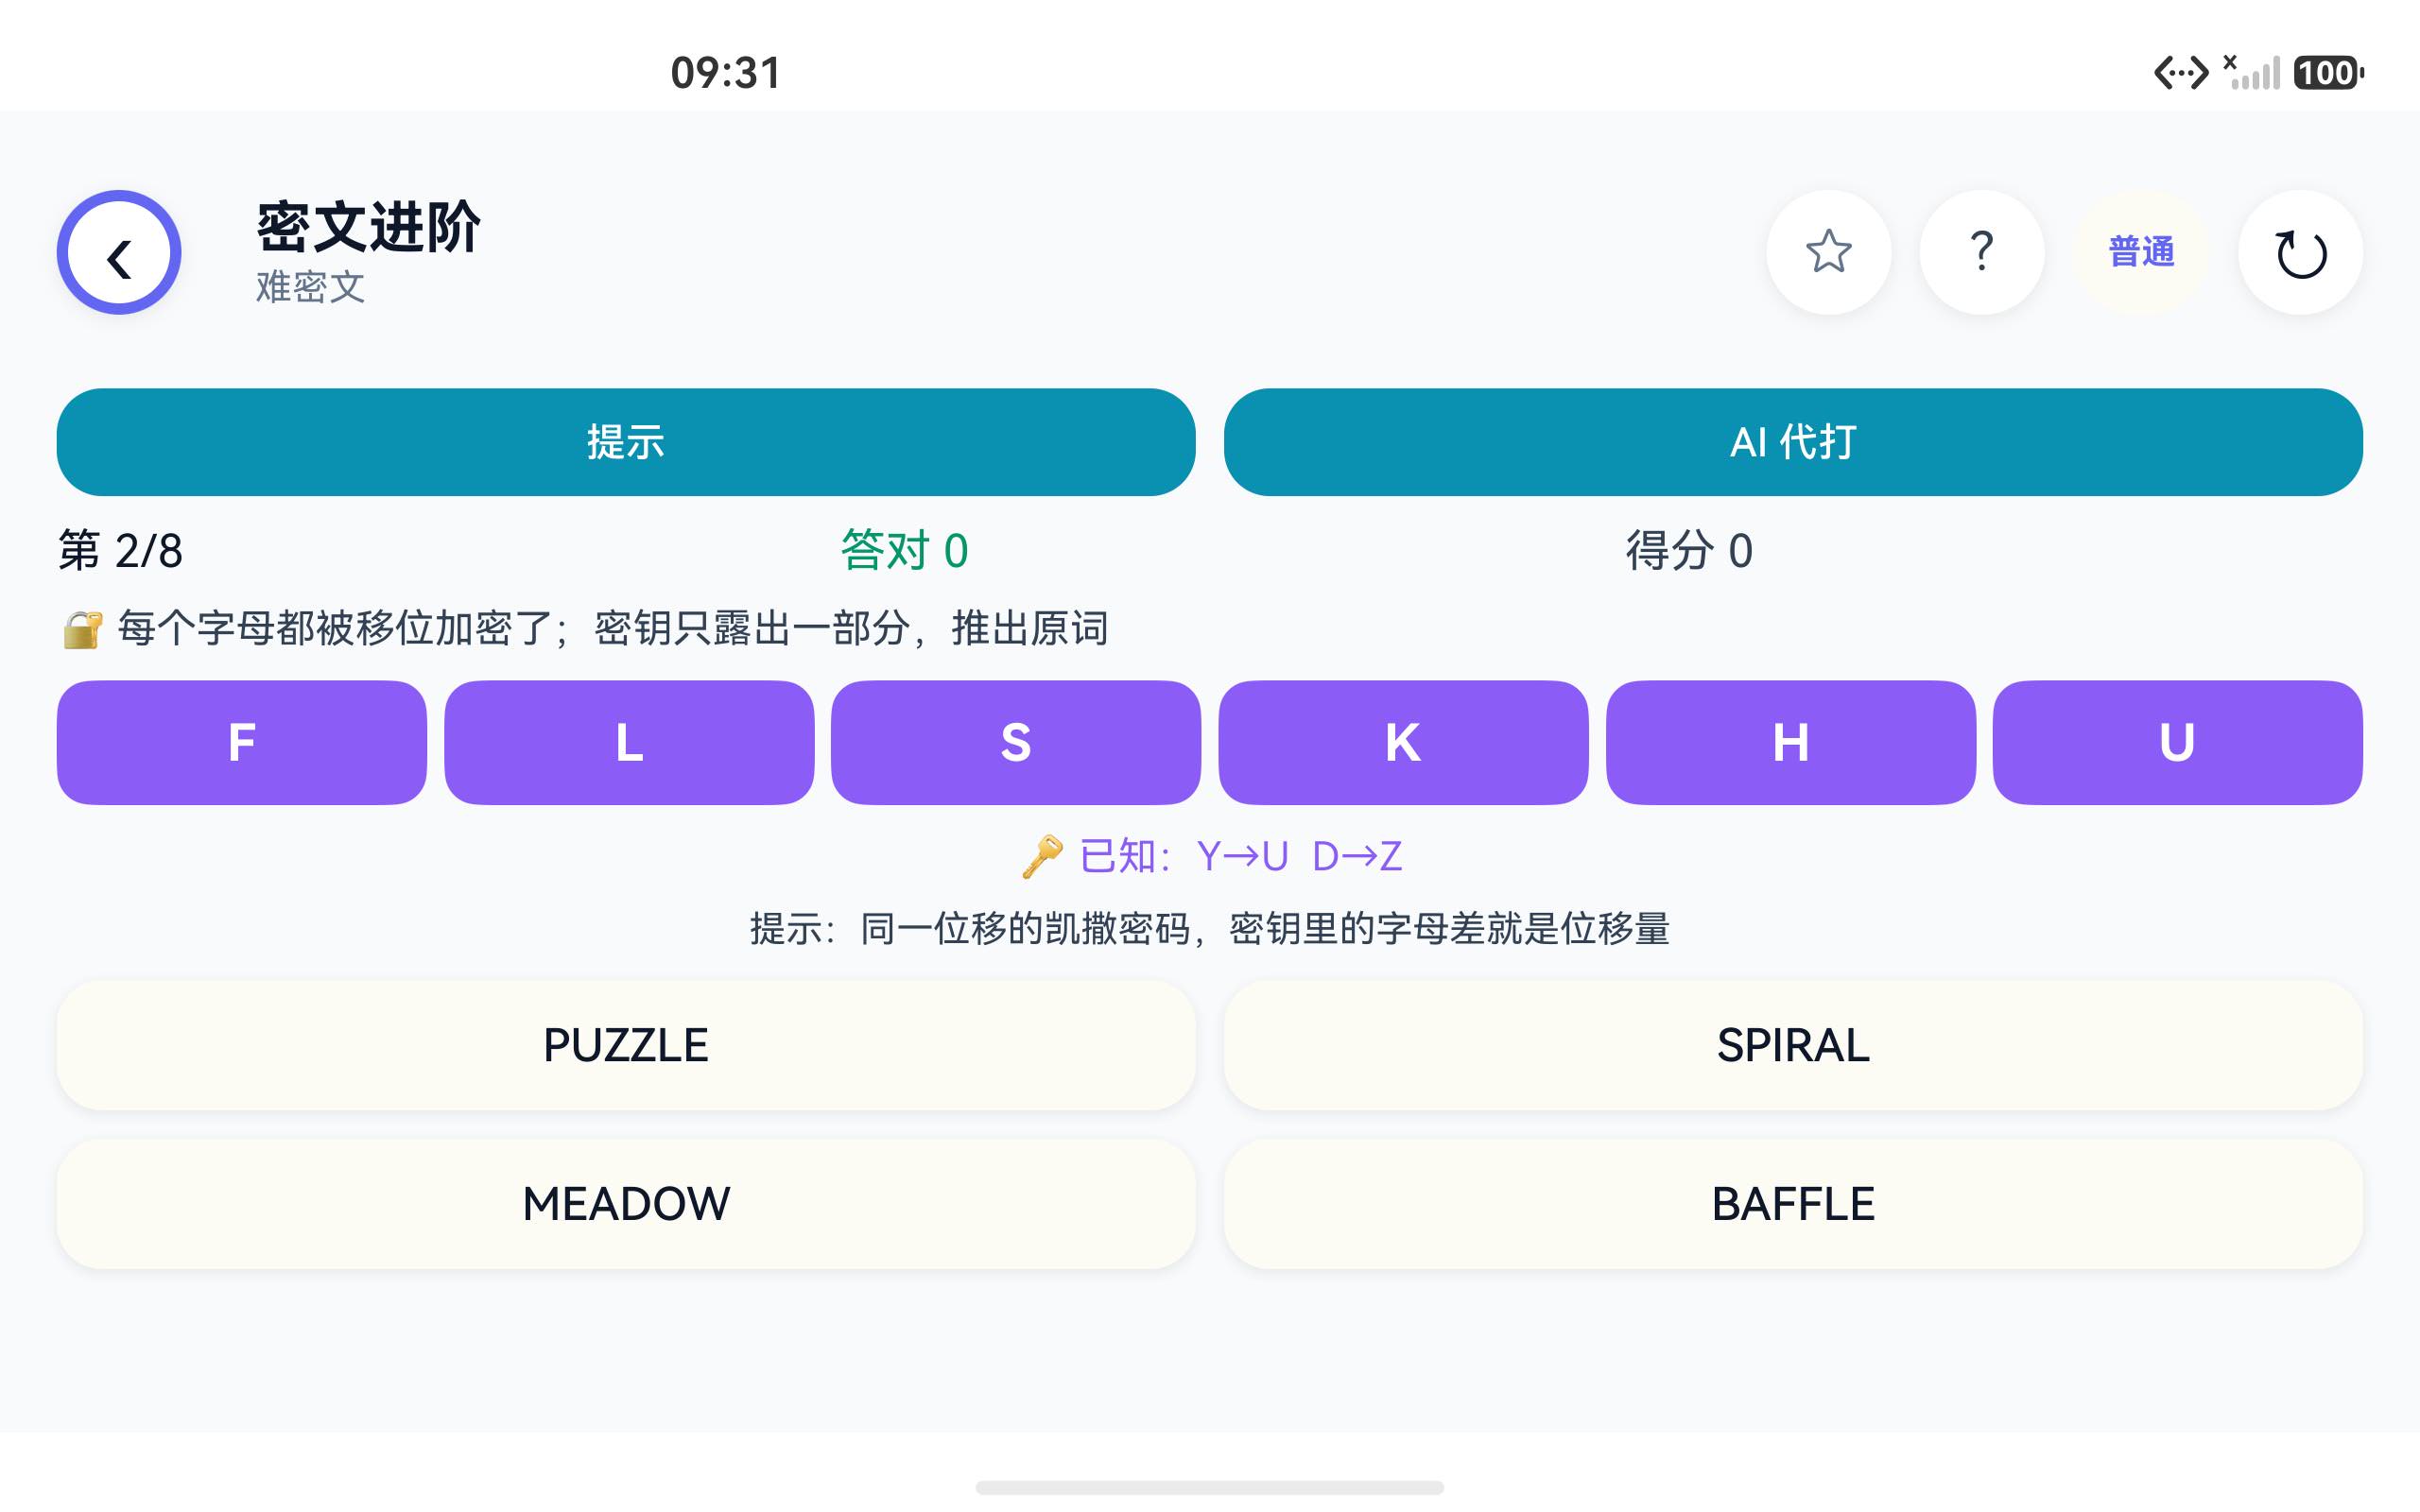 09:31
100
密文进阶
难密文
?
普通
提示
AI 代打
第 2/8
答对 0
得分 0
每个字母都被移位加密了；密钥只露出一部分，推出原词
F L S K H U
已知：Y→U D→Z
提示：同一位移的凯撒密码，密钥里的字母差就是位移量
PUZZLE
SPIRAL
MEADOW
BAFFLE